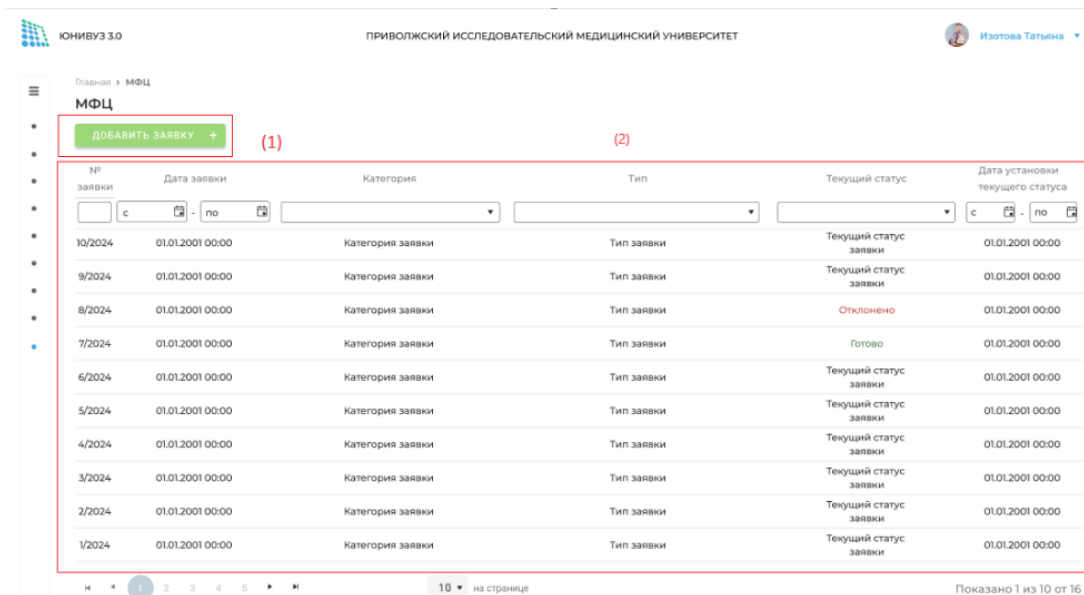 ЮНИВУЗ 3.0
ПРИВОЛЖСКИЙ ИССЛЕДОВАТЕЛЬСКИЙ МЕДИЦИНСКИЙ УНИВЕРСИТЕТ
Изотова Татьяна
Главная > МФЦ
МФЦ
ДОБАВИТЬ ЗАЯВКУ +
(1)
(2)
№ заявки Дата заявки Категория Тип Текущий статус Дата установки текущего статуса
с - по с - по
10/2024 01.01.2001 00:00 Категория заявки Тип заявки Текущий статус заявки 01.01.2001 00:00
9/2024 01.01.2001 00:00 Категория заявки Тип заявки Текущий статус заявки 01.01.2001 00:00
8/2024 01.01.2001 00:00 Категория заявки Тип заявки Отклонено 01.01.2001 00:00
7/2024 01.01.2001 00:00 Категория заявки Тип заявки Готово 01.01.2001 00:00
6/2024 01.01.2001 00:00 Категория заявки Тип заявки Текущий статус заявки 01.01.2001 00:00
5/2024 01.01.2001 00:00 Категория заявки Тип заявки Текущий статус заявки 01.01.2001 00:00
4/2024 01.01.2001 00:00 Категория заявки Тип заявки Текущий статус заявки 01.01.2001 00:00
3/2024 01.01.2001 00:00 Категория заявки Тип заявки Текущий статус заявки 01.01.2001 00:00
2/2024 01.01.2001 00:00 Категория заявки Тип заявки Текущий статус заявки 01.01.2001 00:00
1/2024 01.01.2001 00:00 Категория заявки Тип заявки Текущий статус заявки 01.01.2001 00:00
1 2 3 4 5 10 на странице Показано 1 из 10 от 16